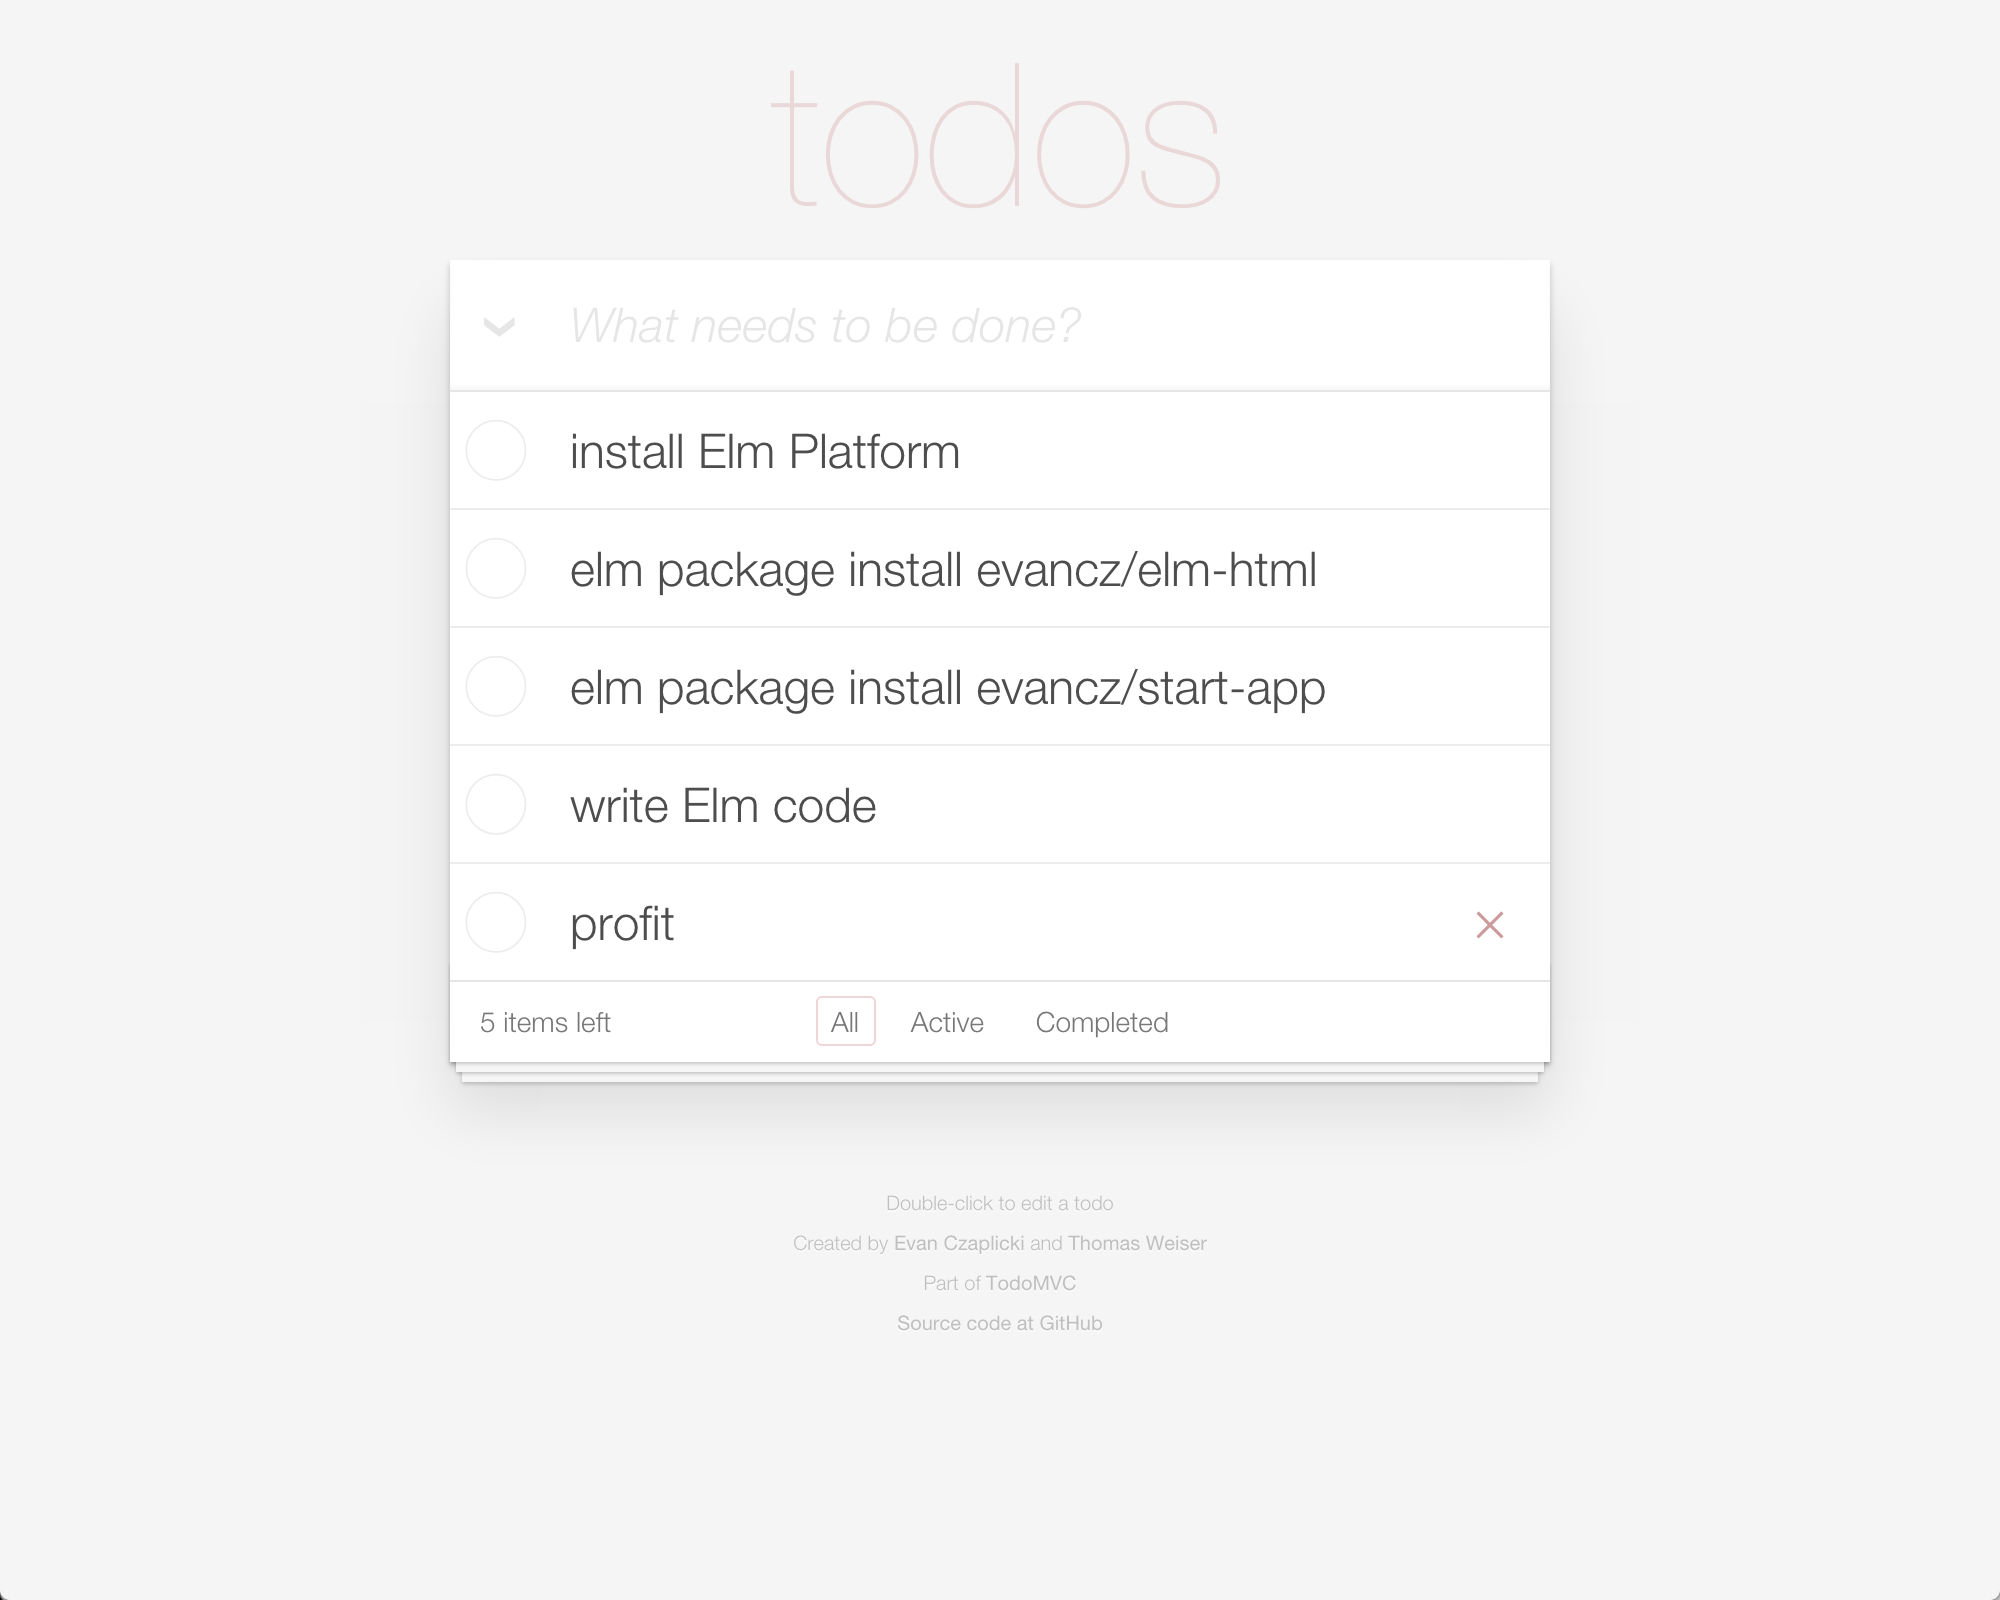 todos
What needs to be done?
install Elm Platform
elm package install evancz/elm-html
elm package install evancz/start-app
write Elm code
profit
5 items left All Active Completed
Double-click to edit a todo
Created by Evan Czaplicki and Thomas Weiser
Part of TodoMVC
Source code at GitHub